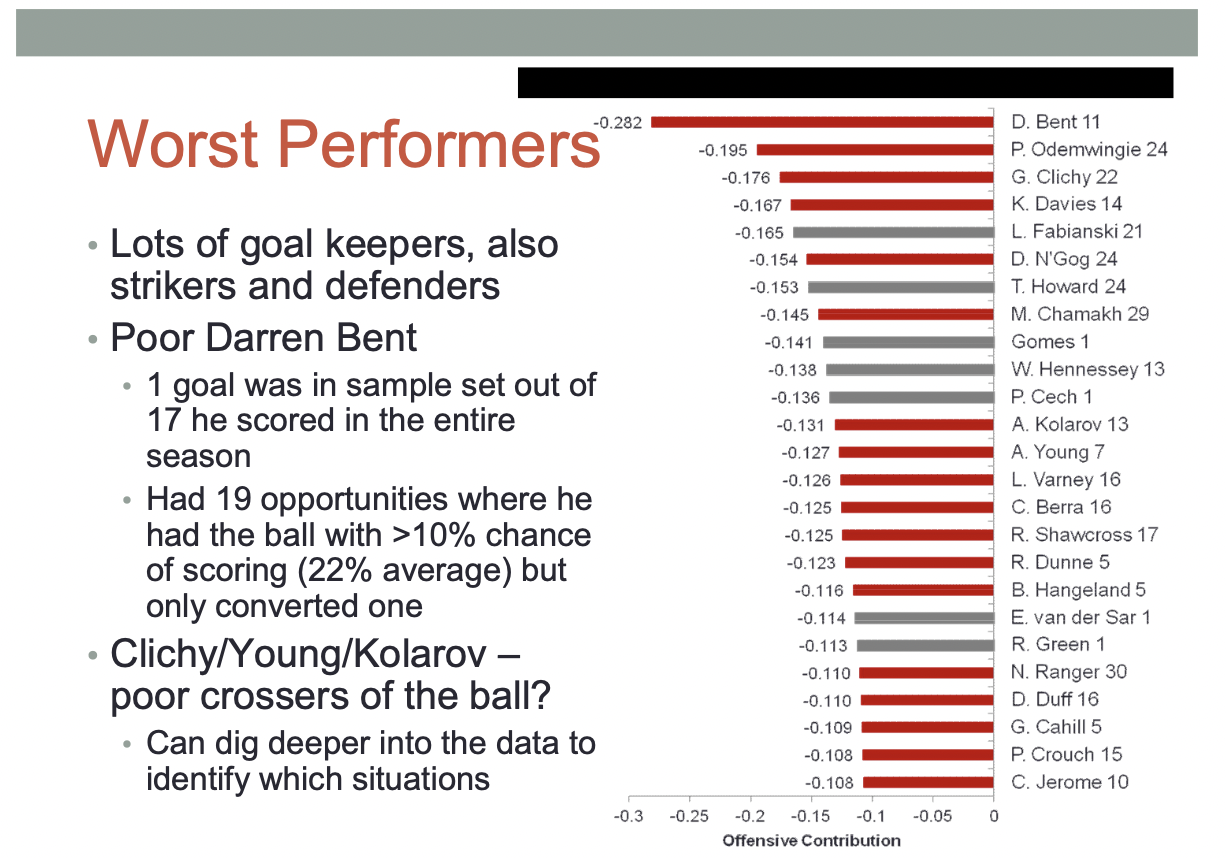 Worst Performers
• Lots of goal keepers, also
strikers and defenders
• Poor Darren Bent
• 1 goal was in sample set out of
17 he scored in the entire
season
• Had 19 opportunities where he
had the ball with >10% chance
of scoring (22% average) but
only converted one
• Clichy/Young/Kolarov –
poor crossers of the ball?
• Can dig deeper into the data to
identify which situations
-0.282 D. Bent 11
-0.195 P. Odemwingie 24
-0.176 G. Clichy 22
-0.167 K. Davies 14
-0.165 L. Fabianski 21
-0.154 D. N'Gog 24
-0.153 T. Howard 24
-0.145 M. Chamakh 29
-0.141 Gomes 1
-0.138 W. Hennessey 13
-0.136 P. Cech 1
-0.131 A. Kolarov 13
-0.127 A. Young 7
-0.126 L. Varney 16
-0.125 C. Berra 16
-0.125 R. Shawcross 17
-0.123 R. Dunne 5
-0.116 B. Hangeland 5
-0.114 E. van der Sar 1
-0.113 R. Green 1
-0.110 N. Ranger 30
-0.110 D. Duff 16
-0.109 G. Cahill 5
-0.108 P. Crouch 15
-0.108 C. Jerome 10
-0.3 -0.25 -0.2 -0.15 -0.1 -0.05 0
Offensive Contribution